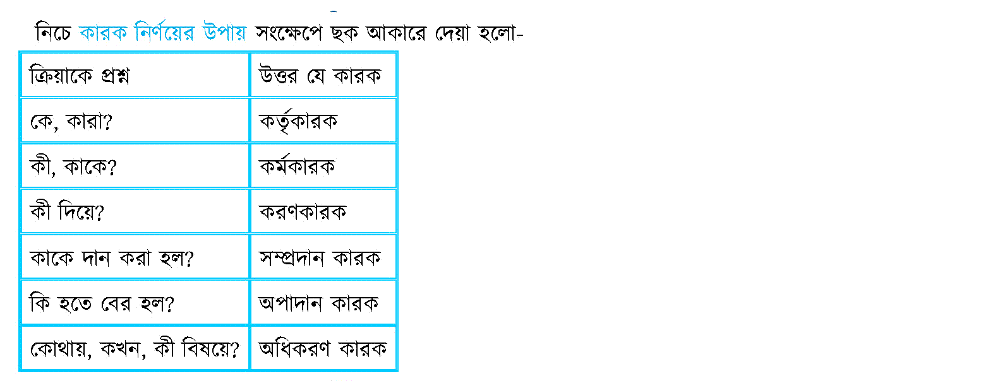 নিচে কারক নির্ণয়ের উপায় সংক্ষেপে ছক আকারে দেয়া হলো-
ক্রিয়াকে প্রশ্ন উত্তর যে কারক
কে, কারা? কর্তৃকারক
কী, কাকে? কর্মকারক
কী দিয়ে? করণকারক
কাকে দান করা হল? সম্প্রদান কারক
কি হতে বের হল? অপাদান কারক
কোথায়, কখন, কী বিষয়ে? অধিকরণ কারক